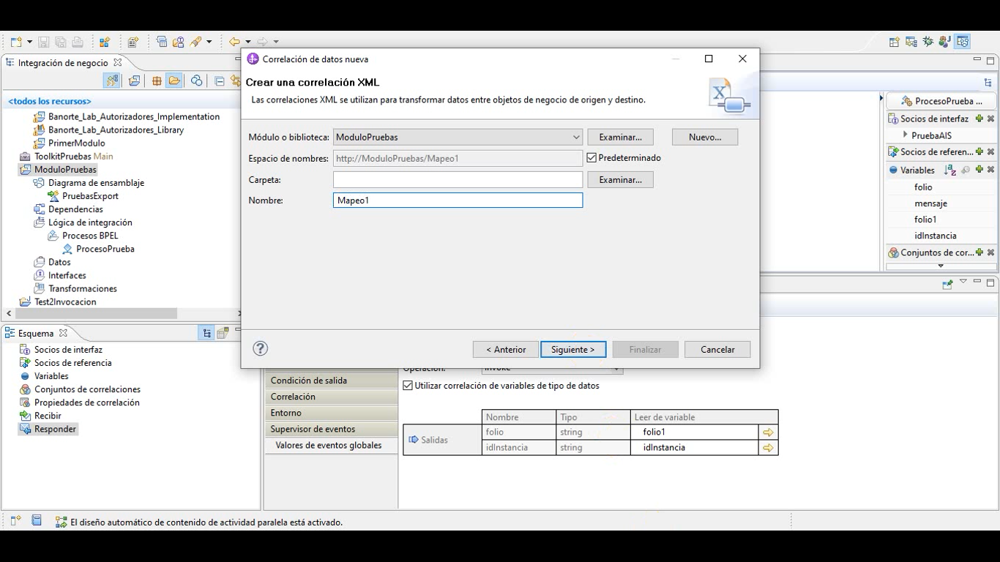 Integración de negocio
<todos los recursos>
Banorte_Lab_Autorizadores_Implementation
Banorte_Lab_Autorizadores_Library
PrimerModulo
ToolkitPruebas Main
ModuloPruebas
Diagrama de ensamblaje
PruebasExport
Dependencias
Lógica de integración
Procesos BPEL
ProcesoPrueba
Datos
Interfaces
Transformaciones
Test2Invocacion
Esquema
Socios de interfaz
Socios de referencia
Variables
Conjuntos de correlaciones
Propiedades de correlación
Recibir
Responder
Correlación de datos nueva
Crear una correlación XML
Las correlaciones XML se utilizan para transformar datos entre objetos de negocio de origen y destino.
Módulo o biblioteca: ModuloPruebas Examinar... Nuevo...
Espacio de nombres: http://ModuloPruebas/Mapeo1 Predeterminado
Carpeta: Examinar...
Nombre: Mapeo1
< Anterior Siguiente > Finalizar Cancelar
ProcesoPrueba ...
Socios de interfaz
PruebaAIS
Socios de referen...
Variables
folio
mensaje
folio1
idInstancia
Conjuntos de cor...
Operación: Invoke
Condición de salida
Correlación
Entorno
Supervisor de eventos
Valores de eventos globales
Utilizar correlación de variables de tipo de datos
Nombre Tipo Leer de variable
Salidas
folio string folio1
idInstancia string idInstancia
El diseño automático de contenido de actividad paralela está activado.